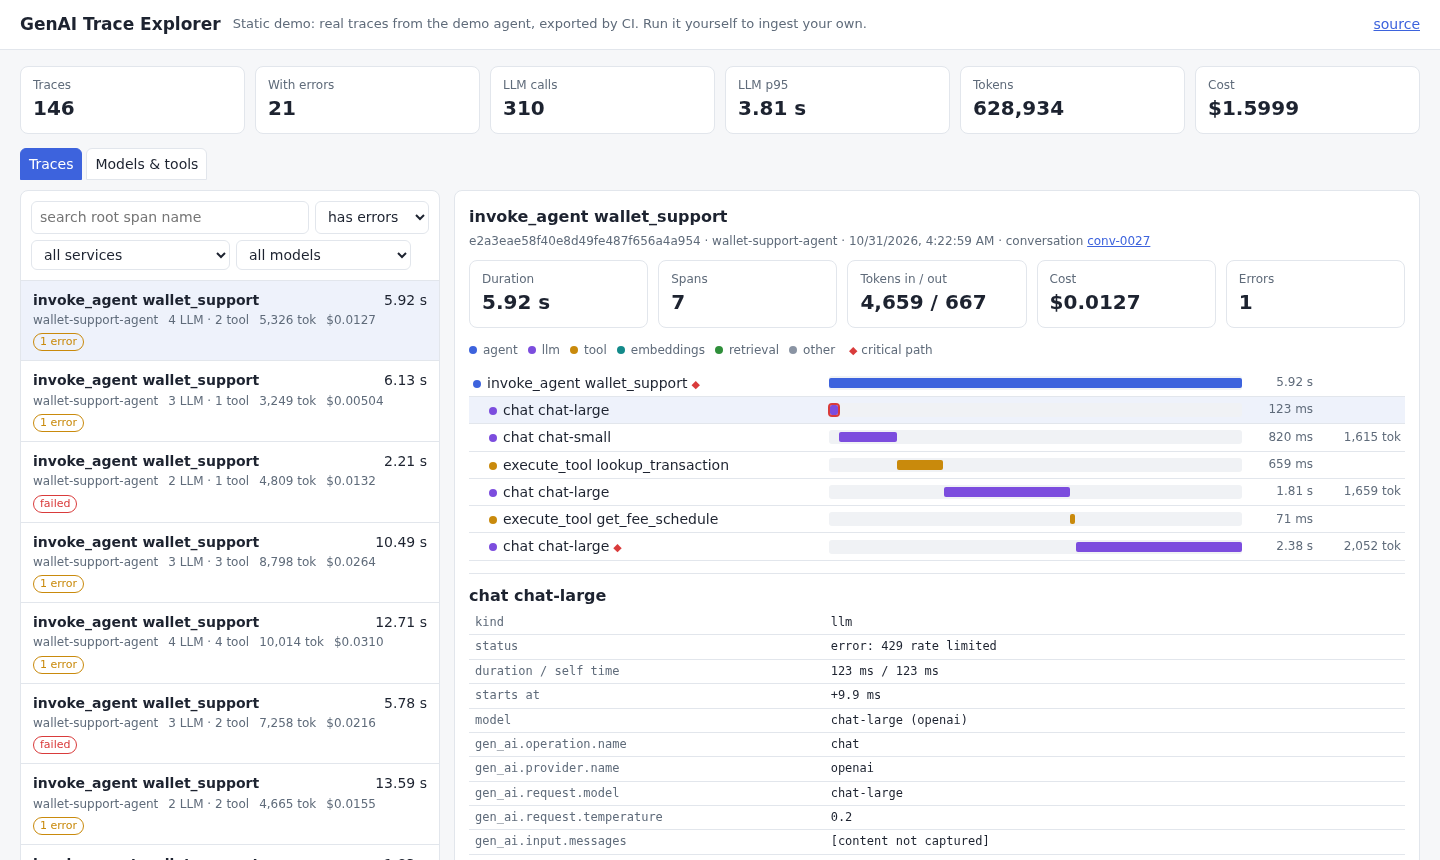 GenAI Trace Explorer Static demo: real traces from the demo agent, exported by CI. Run it yourself to ingest your own. source
Traces With errors LLM calls LLM p95 Tokens Cost
146 21 310 3.81 s 628,934 $1.5999
Traces Models & tools
search root span name has errors
all services all models
invoke_agent wallet_support 5.92 s
wallet-support-agent 4 LLM · 2 tool 5,326 tok $0.0127
1 error
invoke_agent wallet_support 6.13 s
wallet-support-agent 3 LLM · 1 tool 3,249 tok $0.00504
1 error
invoke_agent wallet_support 2.21 s
wallet-support-agent 2 LLM · 1 tool 4,809 tok $0.0132
failed
invoke_agent wallet_support 10.49 s
wallet-support-agent 3 LLM · 3 tool 8,798 tok $0.0264
1 error
invoke_agent wallet_support 12.71 s
wallet-support-agent 4 LLM · 4 tool 10,014 tok $0.0310
1 error
invoke_agent wallet_support 5.78 s
wallet-support-agent 3 LLM · 2 tool 7,258 tok $0.0216
failed
invoke_agent wallet_support 13.59 s
wallet-support-agent 2 LLM · 2 tool 4,665 tok $0.0155
1 error
invoke_agent wallet_support
e2a3eae58f40e8d49fe487f656a4a954 · wallet-support-agent · 10/31/2026, 4:22:59 AM · conversation conv-0027
Duration Spans Tokens in / out Cost Errors
5.92 s 7 4,659 / 667 $0.0127 1
agent llm tool embeddings retrieval other ◆ critical path
invoke_agent wallet_support ◆ 5.92 s
chat chat-large 123 ms
chat chat-small 820 ms 1,615 tok
execute_tool lookup_transaction 659 ms
chat chat-large 1.81 s 1,659 tok
execute_tool get_fee_schedule 71 ms
chat chat-large ◆ 2.38 s 2,052 tok
chat chat-large
kind llm
status error: 429 rate limited
duration / self time 123 ms / 123 ms
starts at +9.9 ms
model chat-large (openai)
gen_ai.operation.name chat
gen_ai.provider.name openai
gen_ai.request.model chat-large
gen_ai.request.temperature 0.2
gen_ai.input.messages [content not captured]